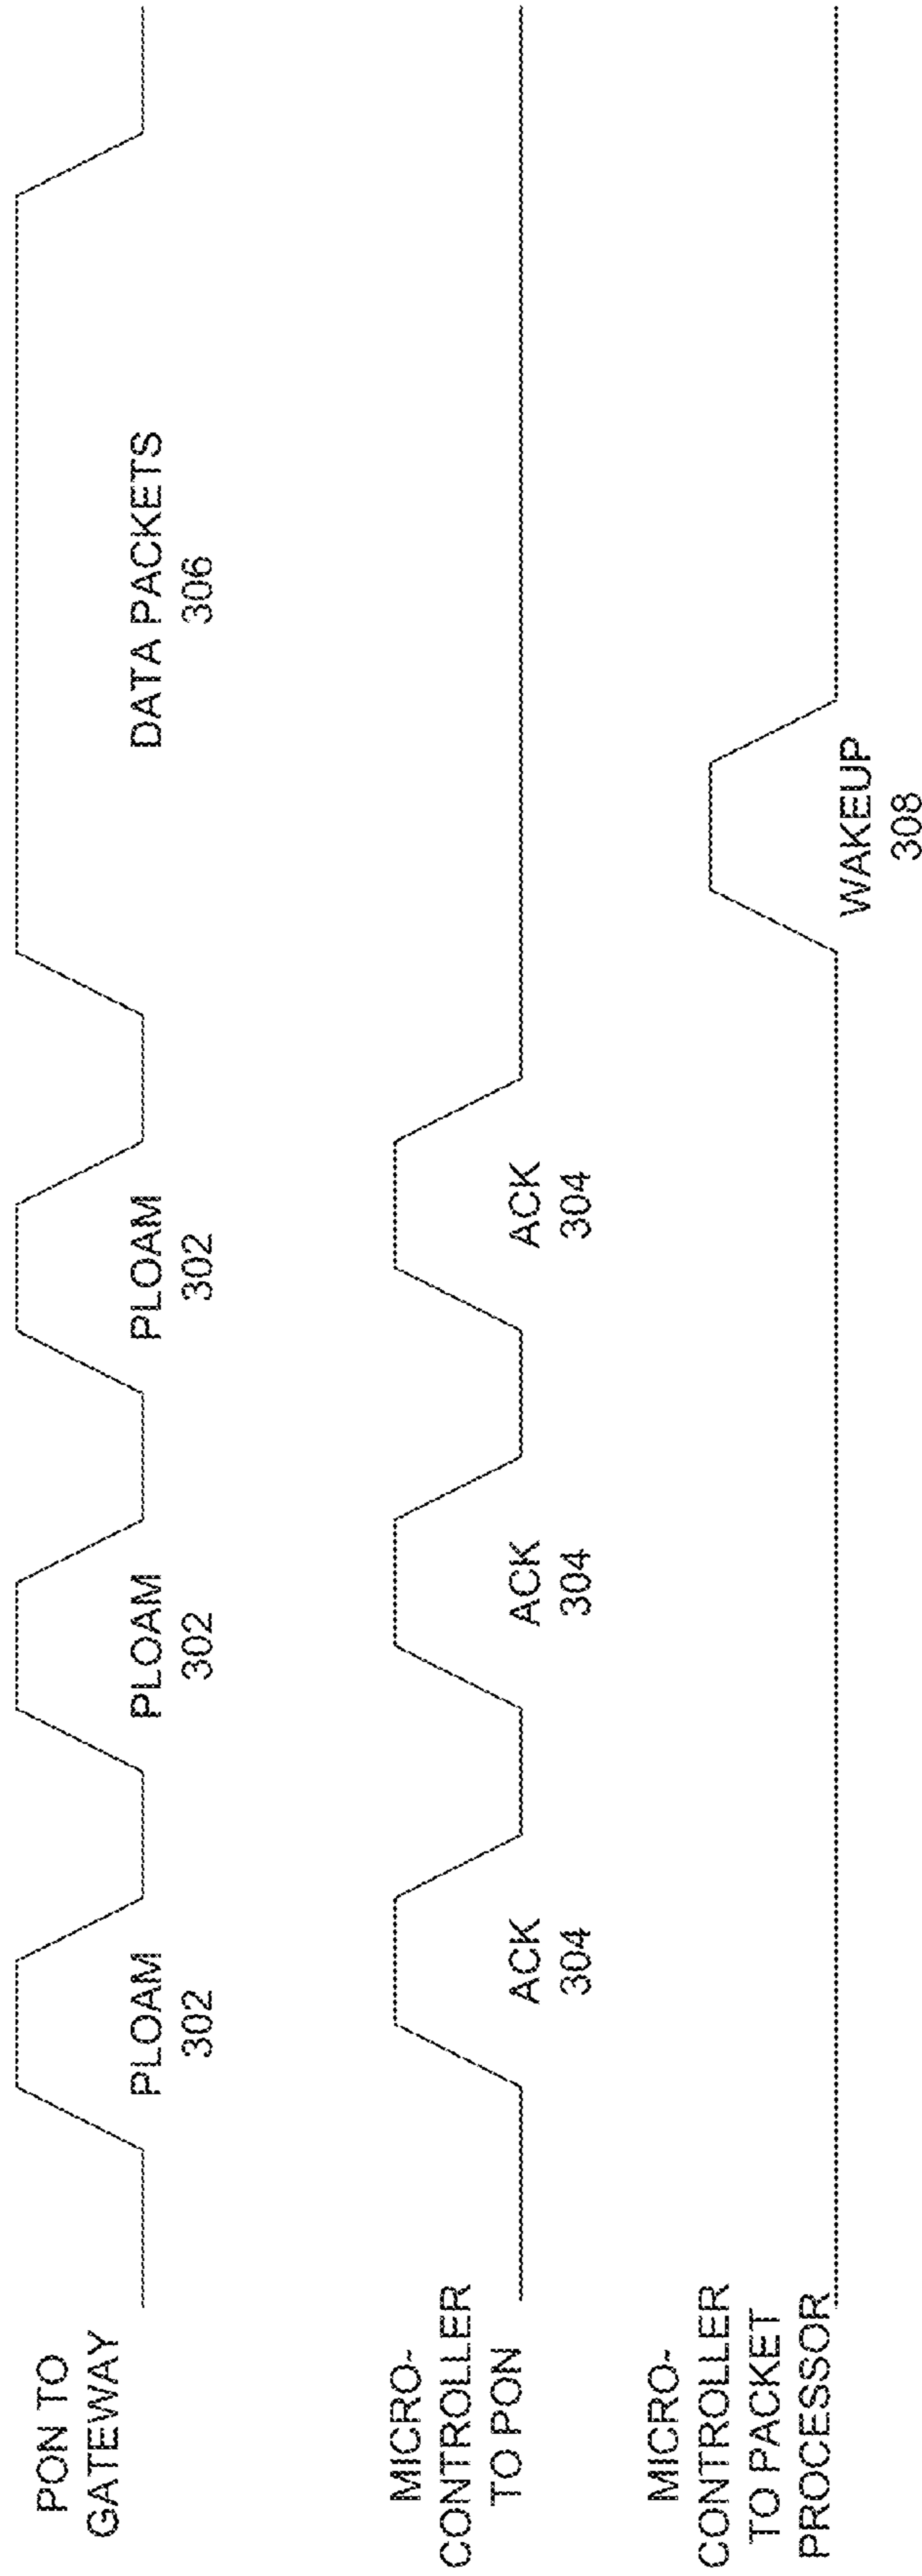 PON TO
GATEWAY
PLOAM
302
PLOAM
302
PLOAM
302
DATA PACKETS
306
MICRO-
CONTROLLER
TO PON
ACK
304
ACK
304
ACK
304
MICRO-
CONTROLLER
TO PACKET
PROCESSOR
WAKEUP
308